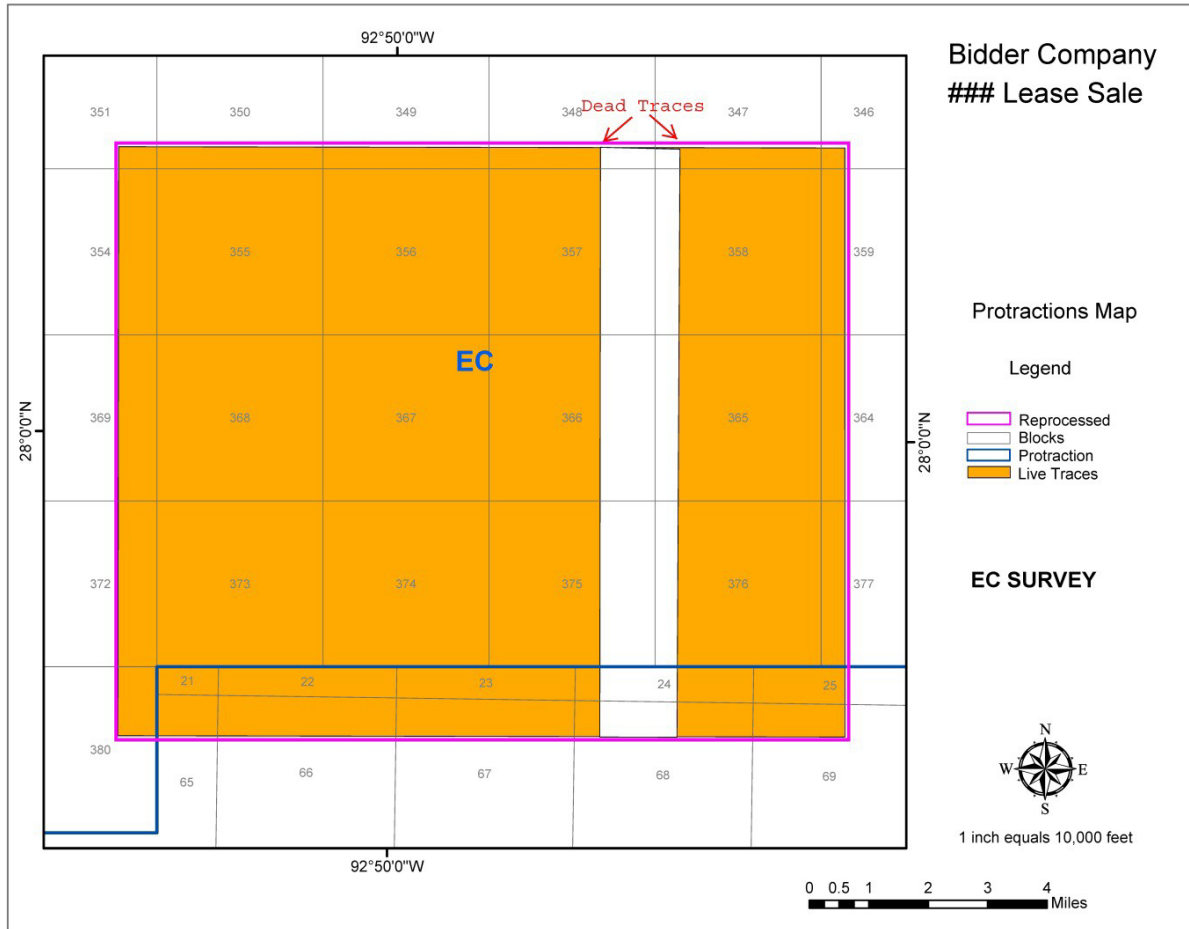 92°50'0"W
Bidder Company
### Lease Sale
351 350 349 348 347 346
Dead Traces
354 355 356 357 358 359
Protractions Map
EC
Legend
369 368 367 366 365 364
28°0'0"N
28°0'0"N
Reprocessed
Blocks
Protraction
Live Traces
372 373 374 375 376 377
EC SURVEY
21 22 23 24 25
380
65 66 67 68 69
N
W E
S
1 inch equals 10,000 feet
92°50'0"W
0 0.5 1 2 3 4
Miles